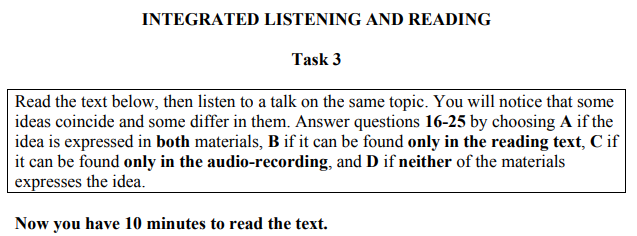 INTEGRATED LISTENING AND READING
Task 3
Read the text below, then listen to a talk on the same topic. You will notice that some
ideas coincide and some differ in them. Answer questions 16-25 by choosing A if the
idea is expressed in both materials, B if it can be found only in the reading text, C if
it can be found only in the audio-recording, and D if neither of the materials
expresses the idea.
Now you have 10 minutes to read the text.